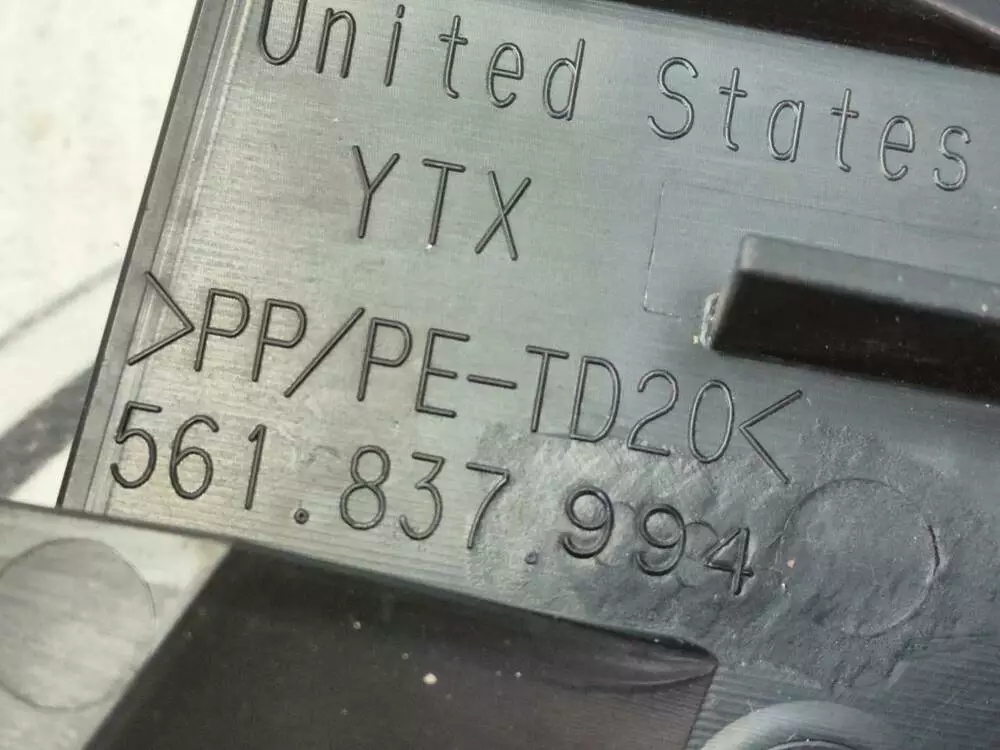 United States
YTX
>PP/PE-TD20<
561.837.994